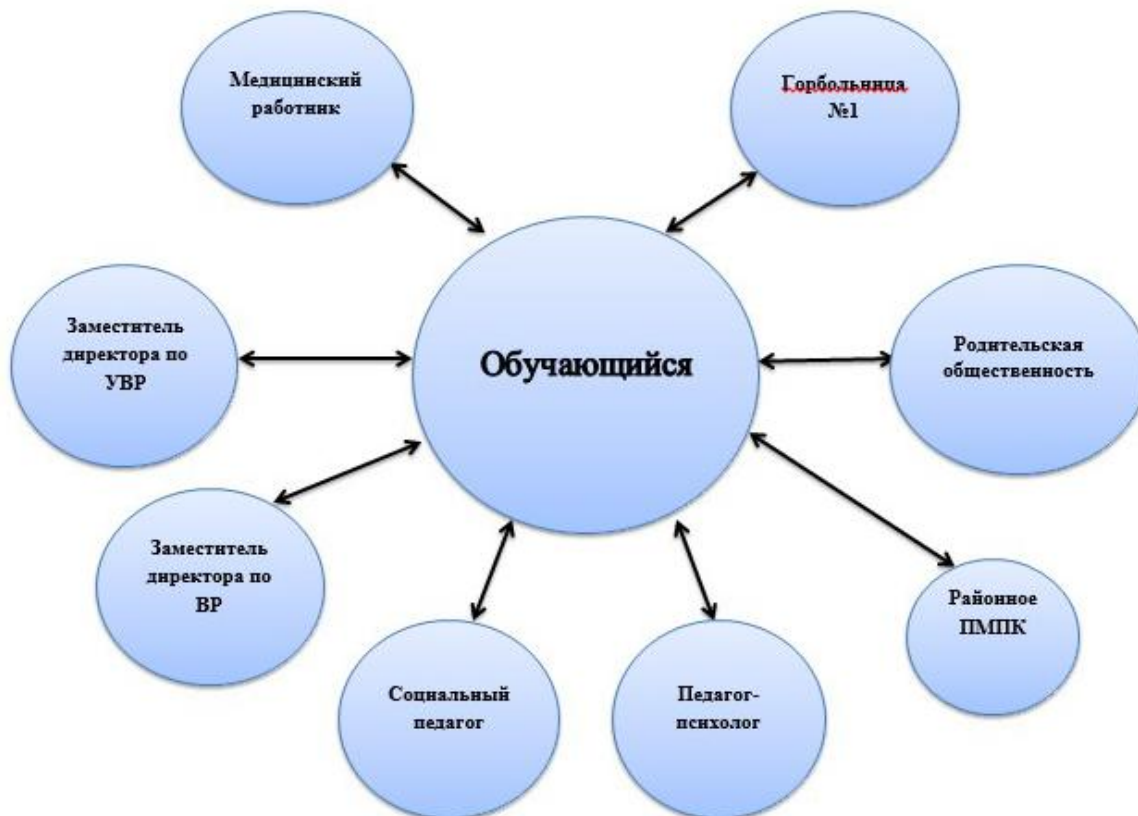 Медицинский
работник
Горбольница
№1
Заместитель
директора по
УВР
Обучающийся
Родительская
общественность
Заместитель
директора по
ВР
Районное
ПМПК
Социальный
педагог
Педагог-
психолог